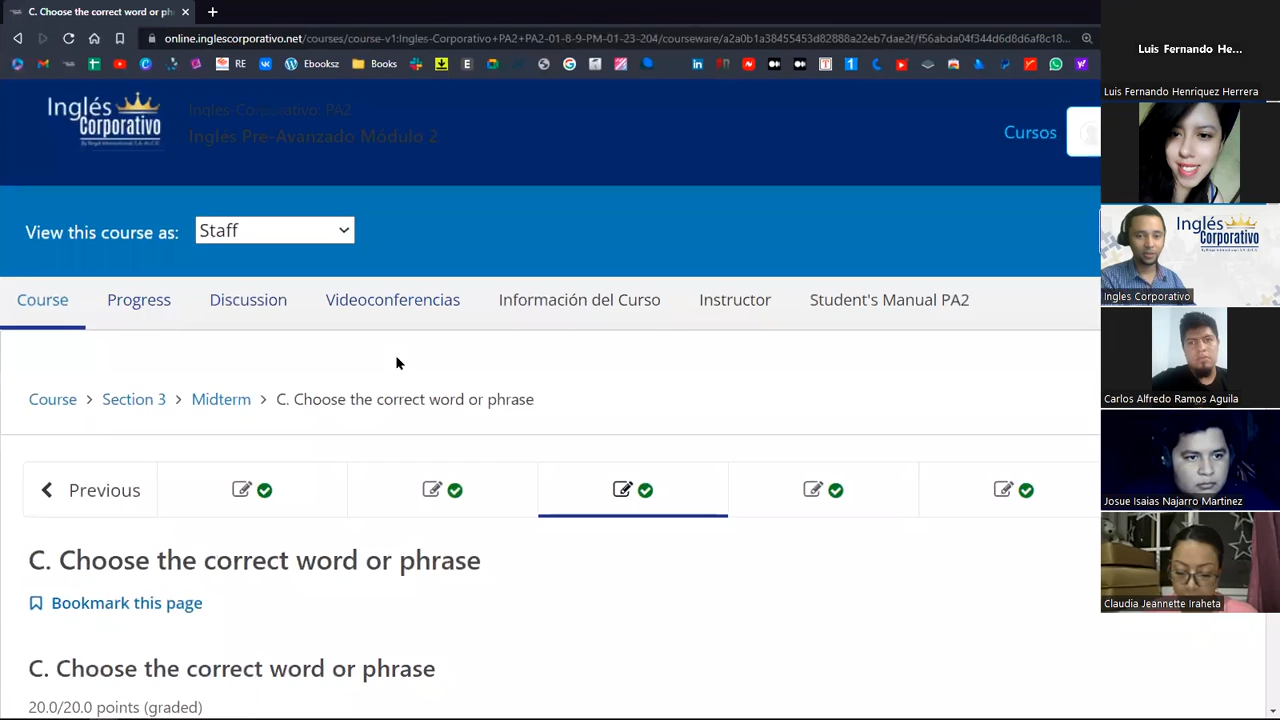 C. Choose the correct word or ph
online.inglescorporativo.net/courses/course-v1:Ingles-Corporativo+PA2+PA2-01-8-9-PM-01-23-204/courseware/a2a0b1a38455453d82888a22eb7dae2f/f56abda04f344d6d8d6af8c18...
RE
Ebooksz
Books
Inglés
Corporativo
Ingles-Corporativo: PA2
Inglés Pre-Avanzado Módulo 2
Cursos
View this course as:
Staff
Course
Progress
Discussion
Videoconferencias
Información del Curso
Instructor
Student's Manual PA2
Course > Section 3 > Midterm > C. Choose the correct word or phrase
Previous
C. Choose the correct word or phrase
Bookmark this page
C. Choose the correct word or phrase
20.0/20.0 points (graded)
Luis Fernando He...
Luis Fernando Henriquez Herrera
Inglés
Corporativo
Ingles Corporativo
Carlos Alfredo Ramos Aguila
Josue Isaias Najarro Martinez
Claudia Jeannette Iraheta